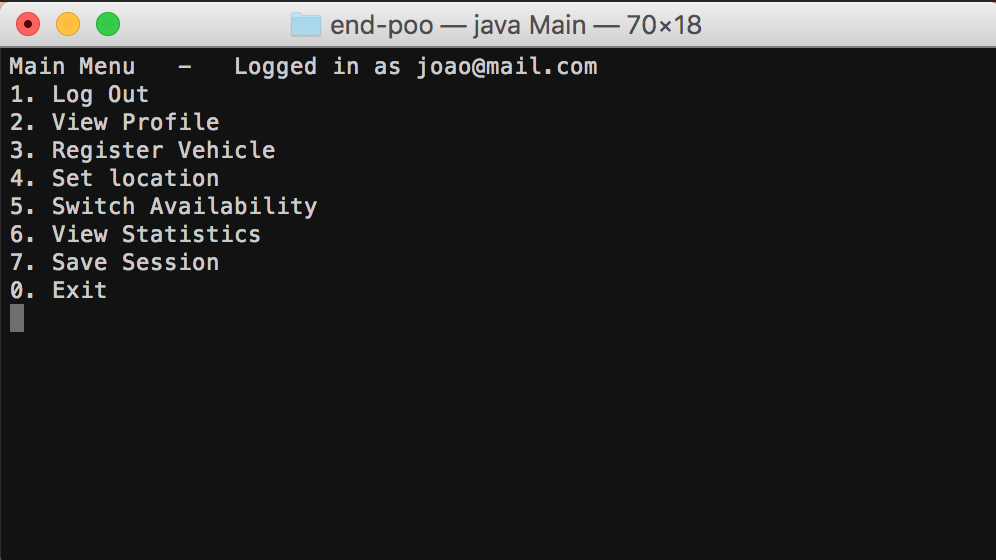 end-poo — java Main — 70×18
Main Menu   –   Logged in as joao@mail.com
1. Log Out
2. View Profile
3. Register Vehicle
4. Set location
5. Switch Availability
6. View Statistics
7. Save Session
0. Exit